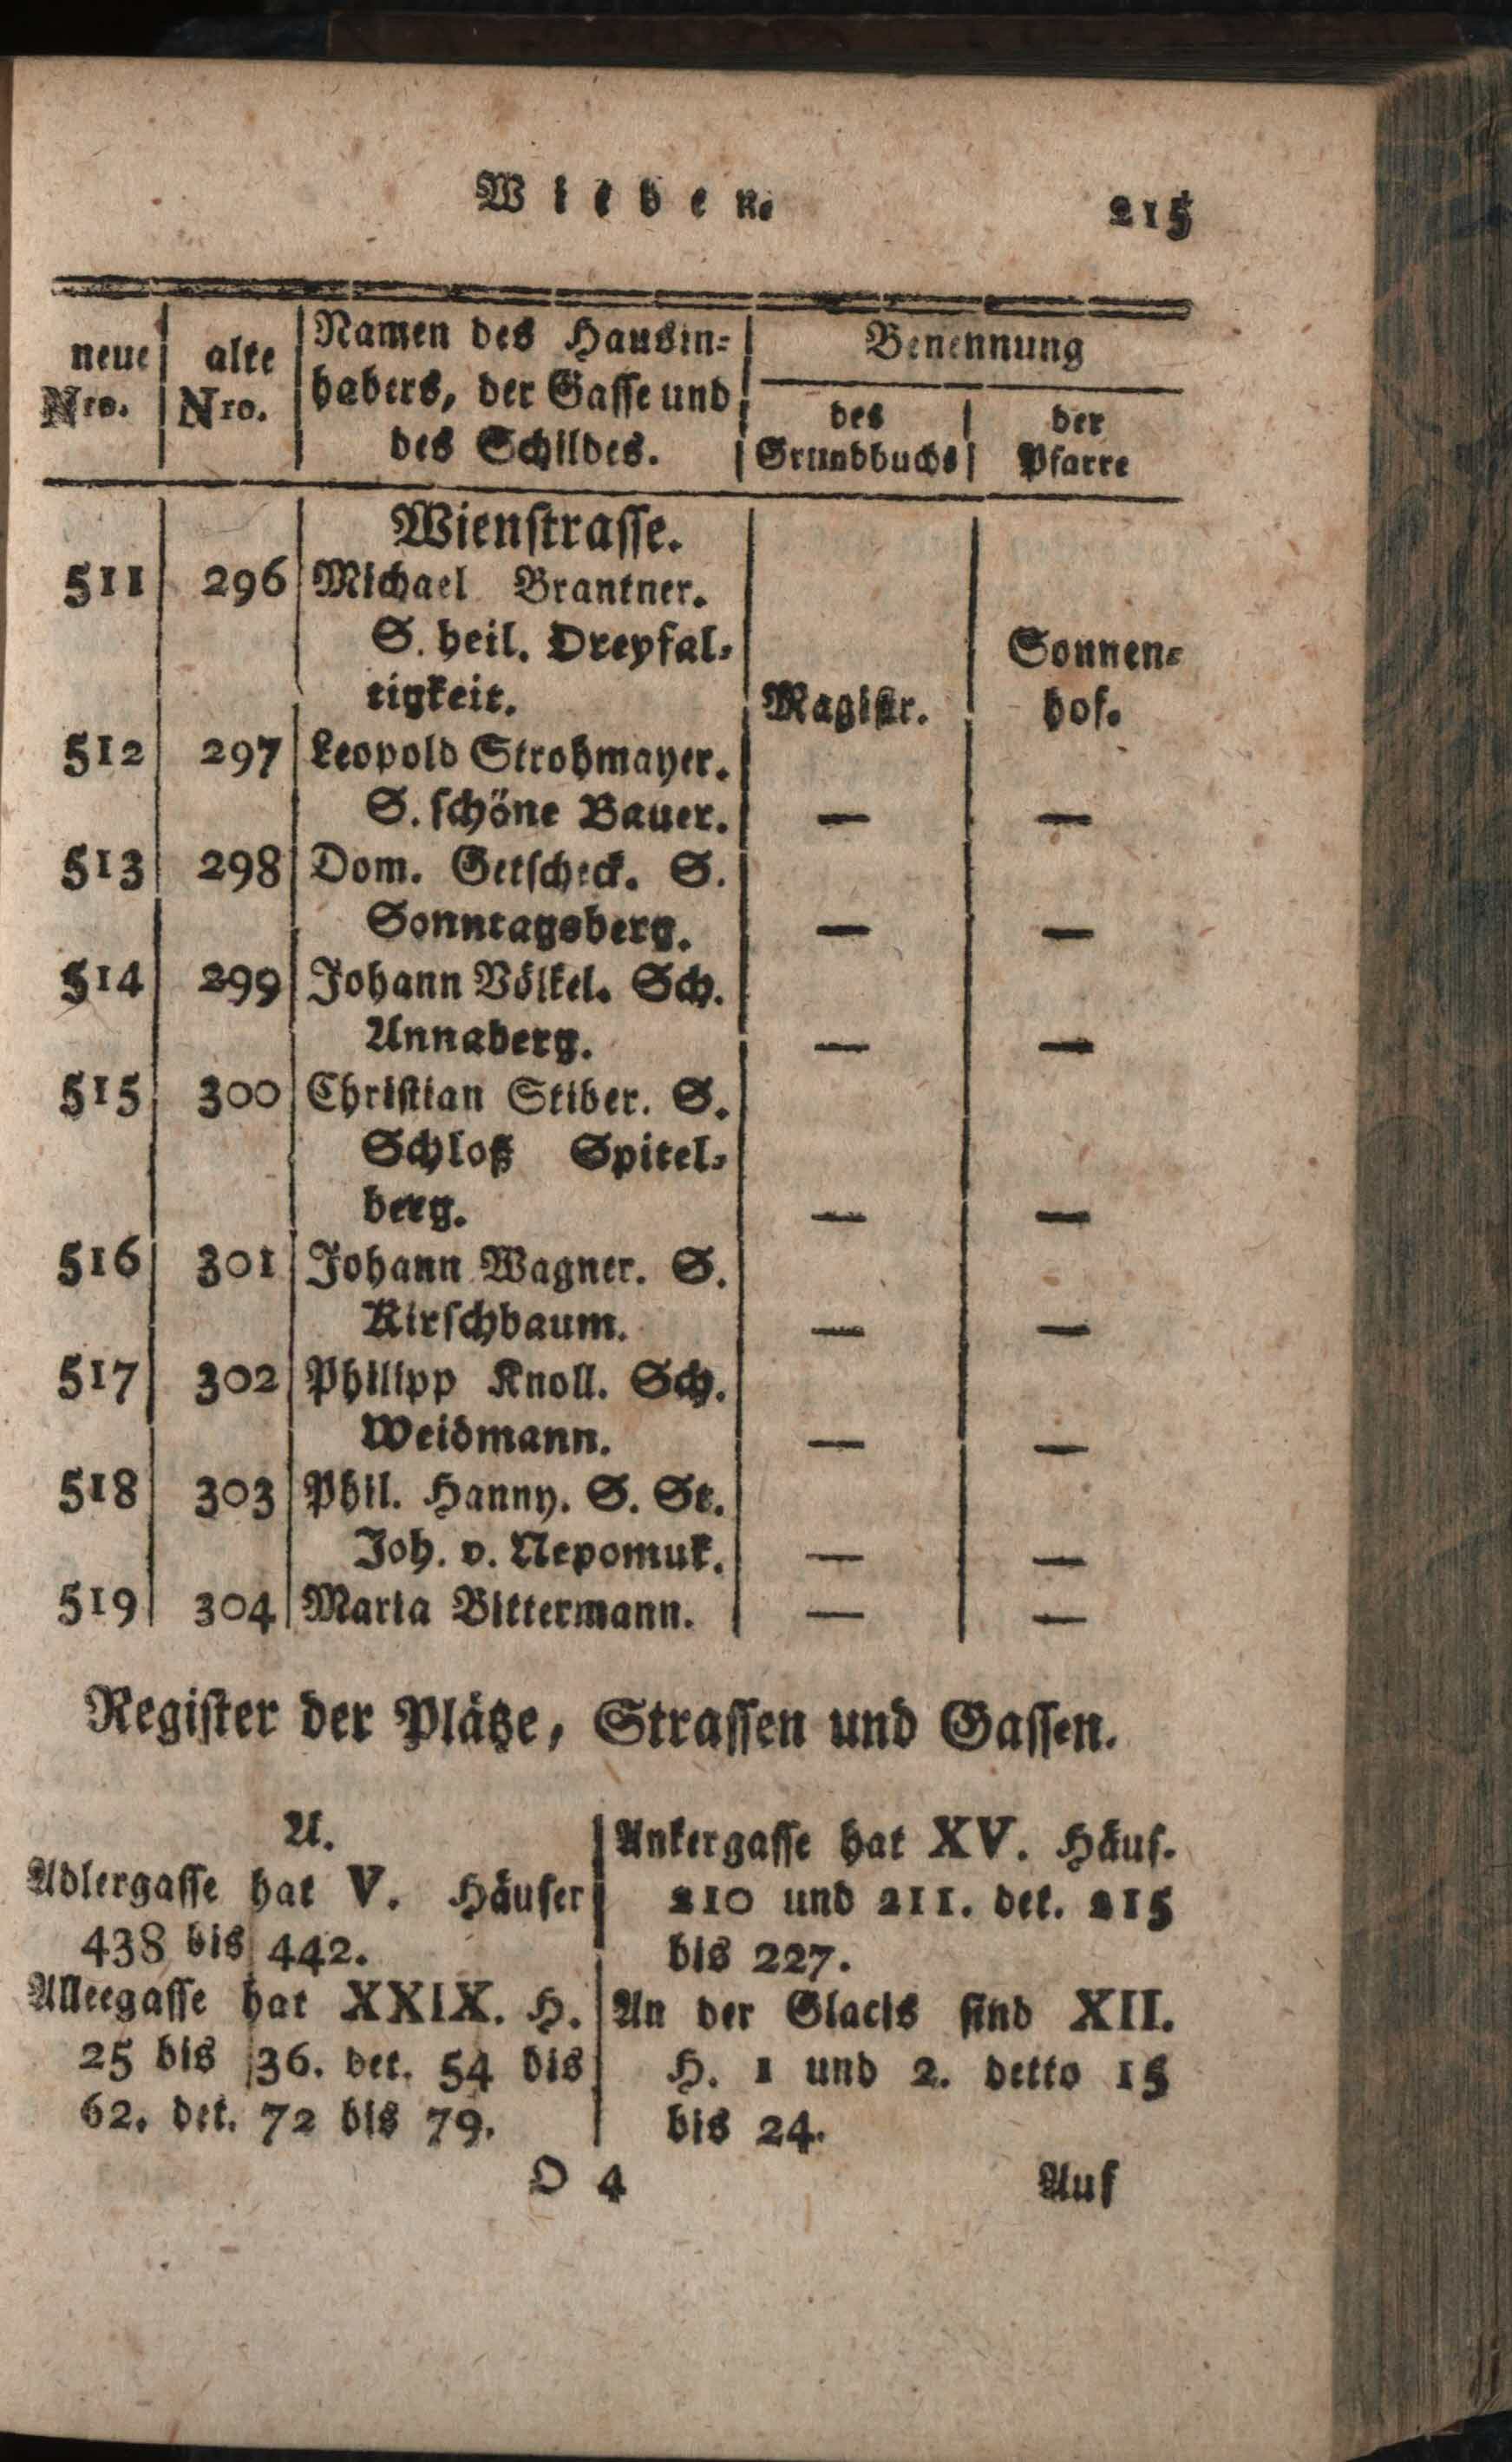 Wieden.
215
neue Nro. | alte Nro. | Namen des Hausin-
habers, der Gasse und
des Schildes. | Benennung
des Grundbuchs | der Pfarre
Wienstrasse.
511 296 Michael Brantner.
S. heil. Dreyfal- Sonnen-
tigkeit. Magistr. hof.
512 297 Leopold Strohmayer.
S. schöne Bauer. — —
513 298 Dom. Getscheck. S.
Sonntagsberg. — —
514 299 Johann Völkel. Sch.
Annaberg. — —
515 300 Christian Stiber. S.
Schloß Spitel-
berg. — —
516 301 Johann Wagner. S.
Kirschbaum. — —
517 302 Philipp Knoll. Sch.
Weidmann. — —
518 303 Phil. Hanny. S. St.
Joh. v. Nepomuk. — —
519 304 Maria Bittermann. — —
Register der Plätze, Strassen und Gassen.
A.
Adlergasse hat V. Häuser
438 bis 442.
Alleegasse hat XXIX. H.
25 bis 36. det. 54 bis
62. det. 72 bis 79.
Ankergasse hat XV. Häus.
210 und 211. det. 215
bis 227.
An der Glacis sind XII.
H. 1 und 2. detto 15
bis 24.
O 4
Auf